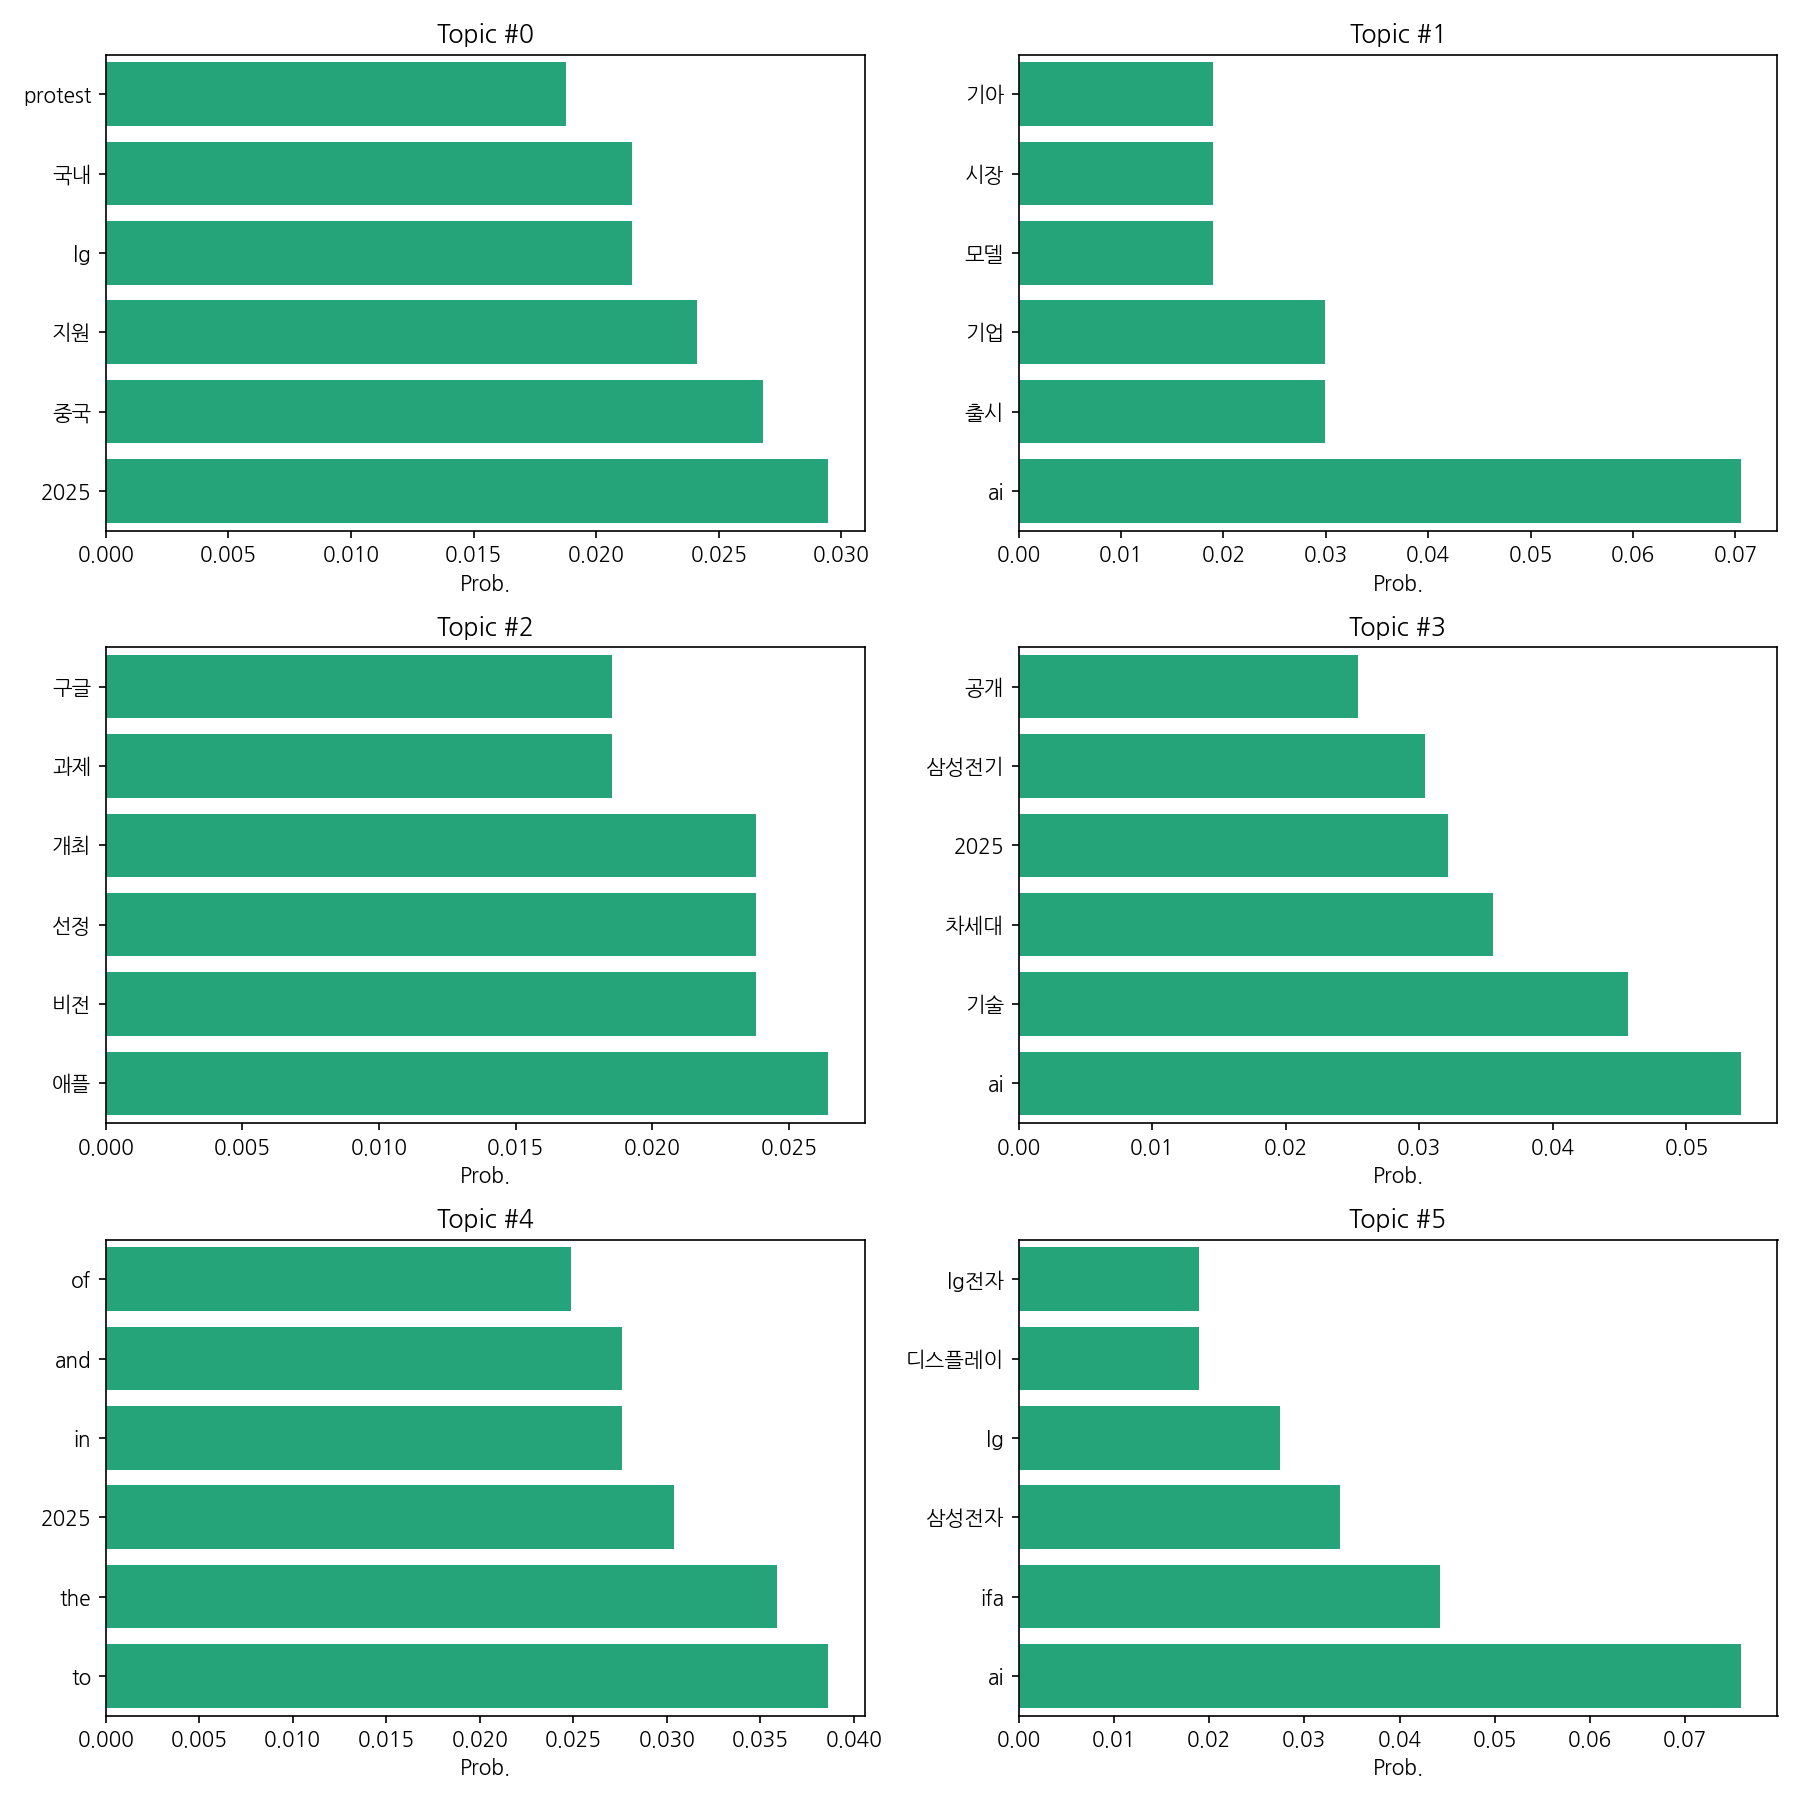 Topic #0
protest
국내
lg
지원
중국
2025
0.000 0.005 0.010 0.015 0.020 0.025 0.030
Prob.
Topic #1
기아
시장
모델
기업
출시
ai
0.00 0.01 0.02 0.03 0.04 0.05 0.06 0.07
Prob.
Topic #2
구글
과제
개최
선정
비전
애플
0.000 0.005 0.010 0.015 0.020 0.025
Prob.
Topic #3
공개
삼성전기
2025
차세대
기술
ai
0.00 0.01 0.02 0.03 0.04 0.05
Prob.
Topic #4
of
and
in
2025
the
to
0.000 0.005 0.010 0.015 0.020 0.025 0.030 0.035 0.040
Prob.
Topic #5
lg전자
디스플레이
lg
삼성전자
ifa
ai
0.00 0.01 0.02 0.03 0.04 0.05 0.06 0.07
Prob.